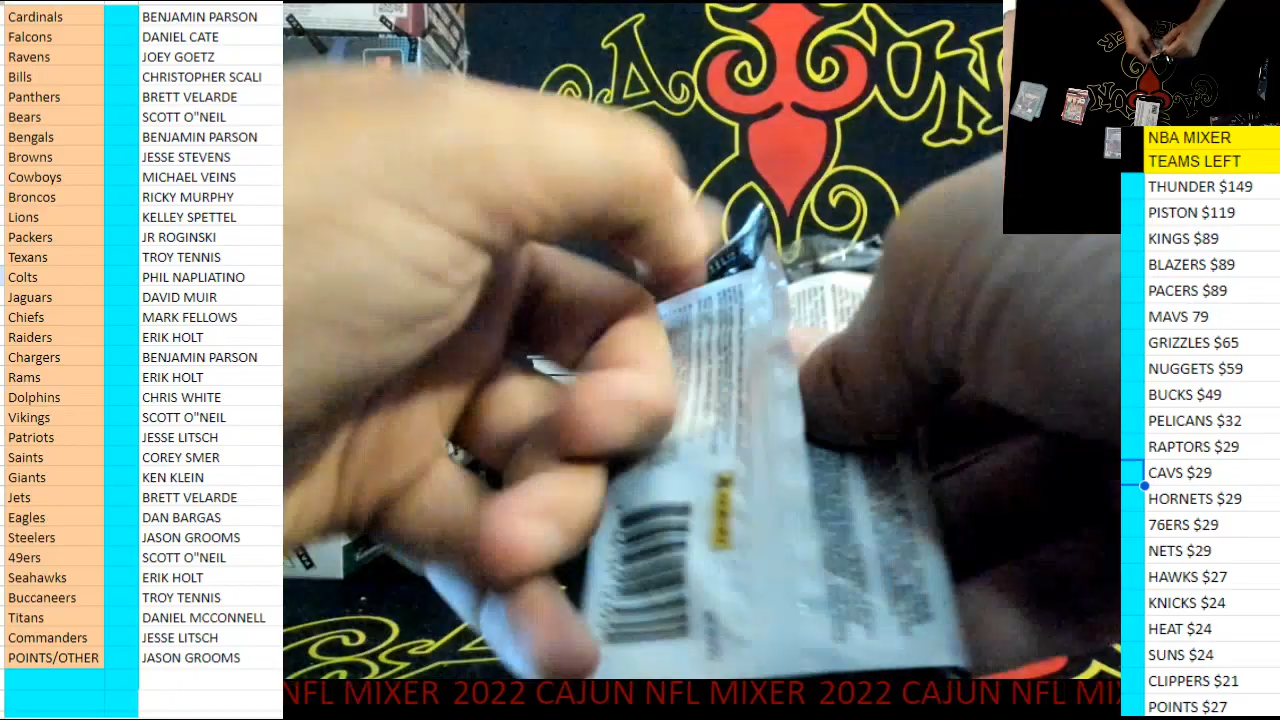 Cardinals BENJAMIN PARSON
Falcons DANIEL CATE
Ravens JOEY GOETZ
Bills CHRISTOPHER SCALI
Panthers BRETT VELARDE
Bears SCOTT O"NEIL
Bengals BENJAMIN PARSON
Browns JESSE STEVENS
Cowboys MICHAEL VEINS
Broncos RICKY MURPHY
Lions KELLEY SPETTEL
Packers JR ROGINSKI
Texans TROY TENNIS
Colts PHIL NAPLIATINO
Jaguars DAVID MUIR
Chiefs MARK FELLOWS
Raiders ERIK HOLT
Chargers BENJAMIN PARSON
Rams ERIK HOLT
Dolphins CHRIS WHITE
Vikings SCOTT O"NEIL
Patriots JESSE LITSCH
Saints COREY SMER
Giants KEN KLEIN
Jets BRETT VELARDE
Eagles DAN BARGAS
Steelers JASON GROOMS
49ers SCOTT O"NEIL
Seahawks ERIK HOLT
Buccaneers TROY TENNIS
Titans DANIEL MCCONNELL
Commanders JESSE LITSCH
POINTS/OTHER JASON GROOMS
NFL MIXER 2022 CAJUN NFL MIXER 2022 CAJUN NFL MI
NBA MIXER
TEAMS LEFT
THUNDER $149
PISTON $119
KINGS $89
BLAZERS $89
PACERS $89
MAVS 79
GRIZZLES $65
NUGGETS $59
BUCKS $49
PELICANS $32
RAPTORS $29
CAVS $29
HORNETS $29
76ERS $29
NETS $29
HAWKS $27
KNICKS $24
HEAT $24
SUNS $24
CLIPPERS $21
POINTS $27